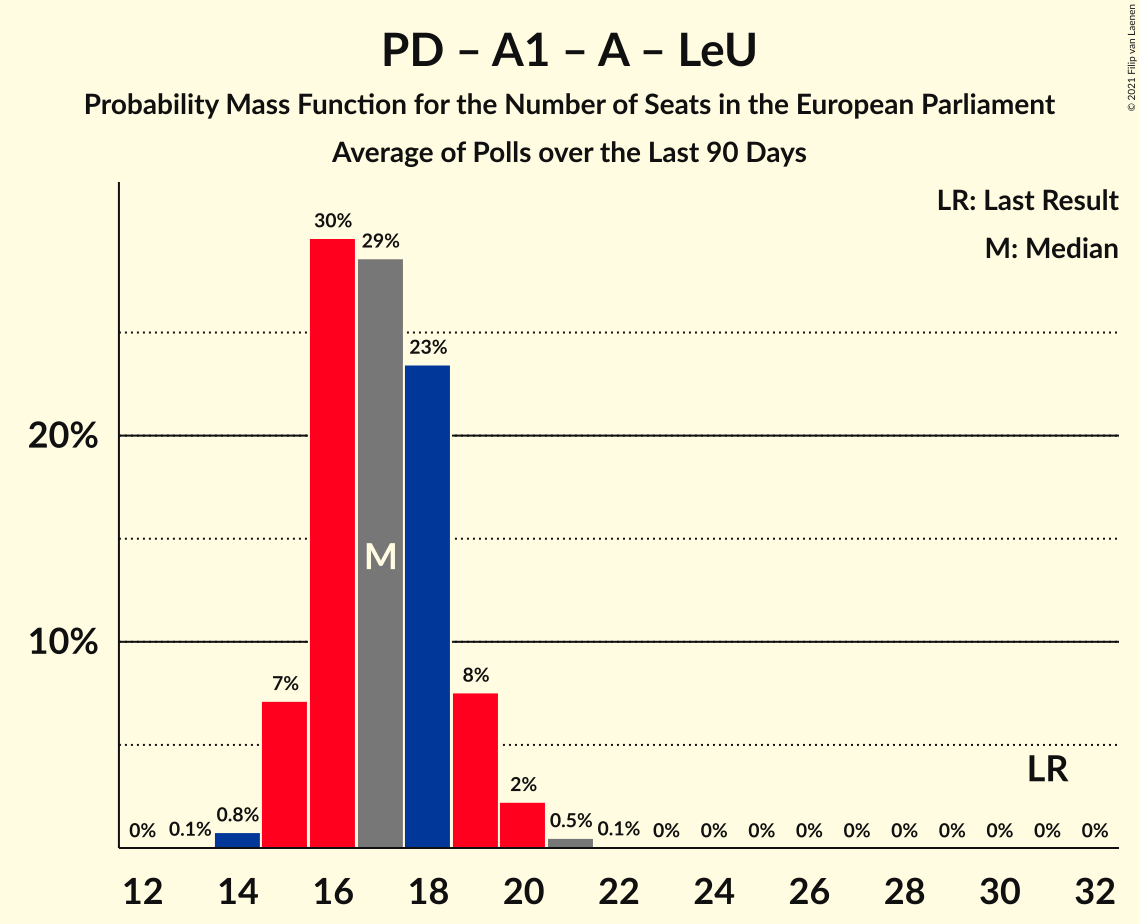 PD – A1 – A – LeU
Probability Mass Function for the Number of Seats in the European Parliament
Average of Polls over the Last 90 Days
© 2021 Filip van Laenen
LR: Last Result
M: Median
30%
29%
23%
20%
M
10%
8%
7%
LR
2%
0% 0.1% 0.8% 0.5% 0.1% 0% 0% 0% 0% 0% 0% 0% 0% 0% 0%
12 14 16 18 20 22 24 26 28 30 32